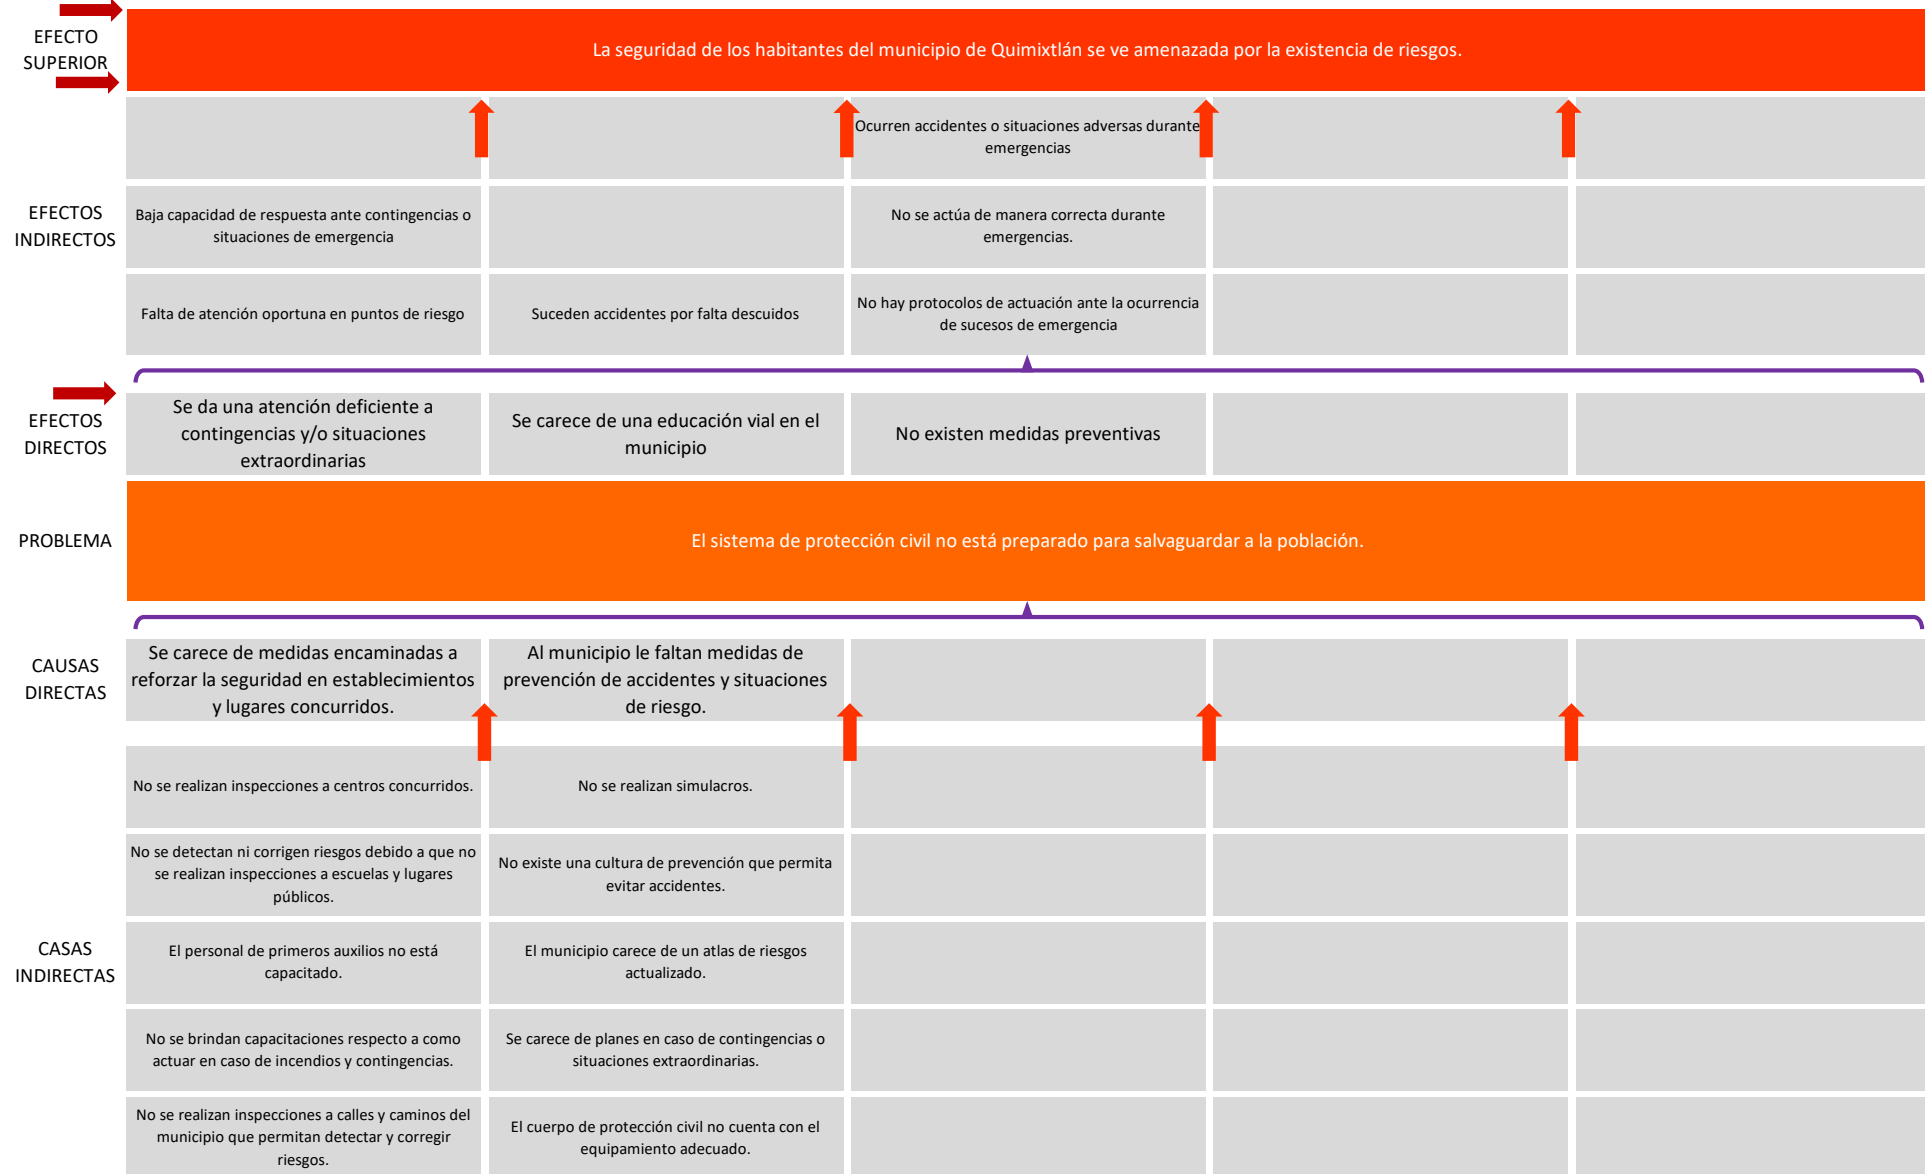 EFECTO
SUPERIOR
La seguridad de los habitantes del municipio de Quimixtlán se ve amenazada por la existencia de riesgos.
Ocurren accidentes o situaciones adversas durante
emergencias
EFECTOS
INDIRECTOS
Baja capacidad de respuesta ante contingencias o
situaciones de emergencia
No se actúa de manera correcta durante
emergencias.
Falta de atención oportuna en puntos de riesgo
Suceden accidentes por falta descuidos
No hay protocolos de actuación ante la ocurrencia
de sucesos de emergencia
EFECTOS
DIRECTOS
Se da una atención deficiente a
contingencias y/o situaciones
extraordinarias
Se carece de una educación vial en el
municipio
No existen medidas preventivas
PROBLEMA
El sistema de protección civil no está preparado para salvaguardar a la población.
CAUSAS
DIRECTAS
Se carece de medidas encaminadas a
reforzar la seguridad en establecimientos
y lugares concurridos.
Al municipio le faltan medidas de
prevención de accidentes y situaciones
de riesgo.
No se realizan inspecciones a centros concurridos.
No se realizan simulacros.
No se detectan ni corrigen riesgos debido a que no
se realizan inspecciones a escuelas y lugares
públicos.
No existe una cultura de prevención que permita
evitar accidentes.
CASAS
INDIRECTAS
El personal de primeros auxilios no está
capacitado.
El municipio carece de un atlas de riesgos
actualizado.
No se brindan capacitaciones respecto a como
actuar en caso de incendios y contingencias.
Se carece de planes en caso de contingencias o
situaciones extraordinarias.
No se realizan inspecciones a calles y caminos del
municipio que permitan detectar y corregir
riesgos.
El cuerpo de protección civil no cuenta con el
equipamiento adecuado.